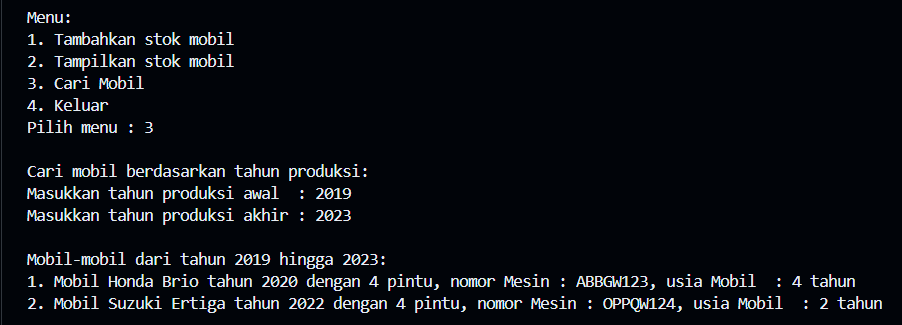 Menu:
1. Tambahkan stok mobil
2. Tampilkan stok mobil
3. Cari Mobil
4. Keluar
Pilih menu : 3
Cari mobil berdasarkan tahun produksi:
Masukkan tahun produksi awal  : 2019
Masukkan tahun produksi akhir : 2023
Mobil-mobil dari tahun 2019 hingga 2023:
1. Mobil Honda Brio tahun 2020 dengan 4 pintu, nomor Mesin : ABBGW123, usia Mobil  : 4 tahun
2. Mobil Suzuki Ertiga tahun 2022 dengan 4 pintu, nomor Mesin : OPPQW124, usia Mobil  : 2 tahun